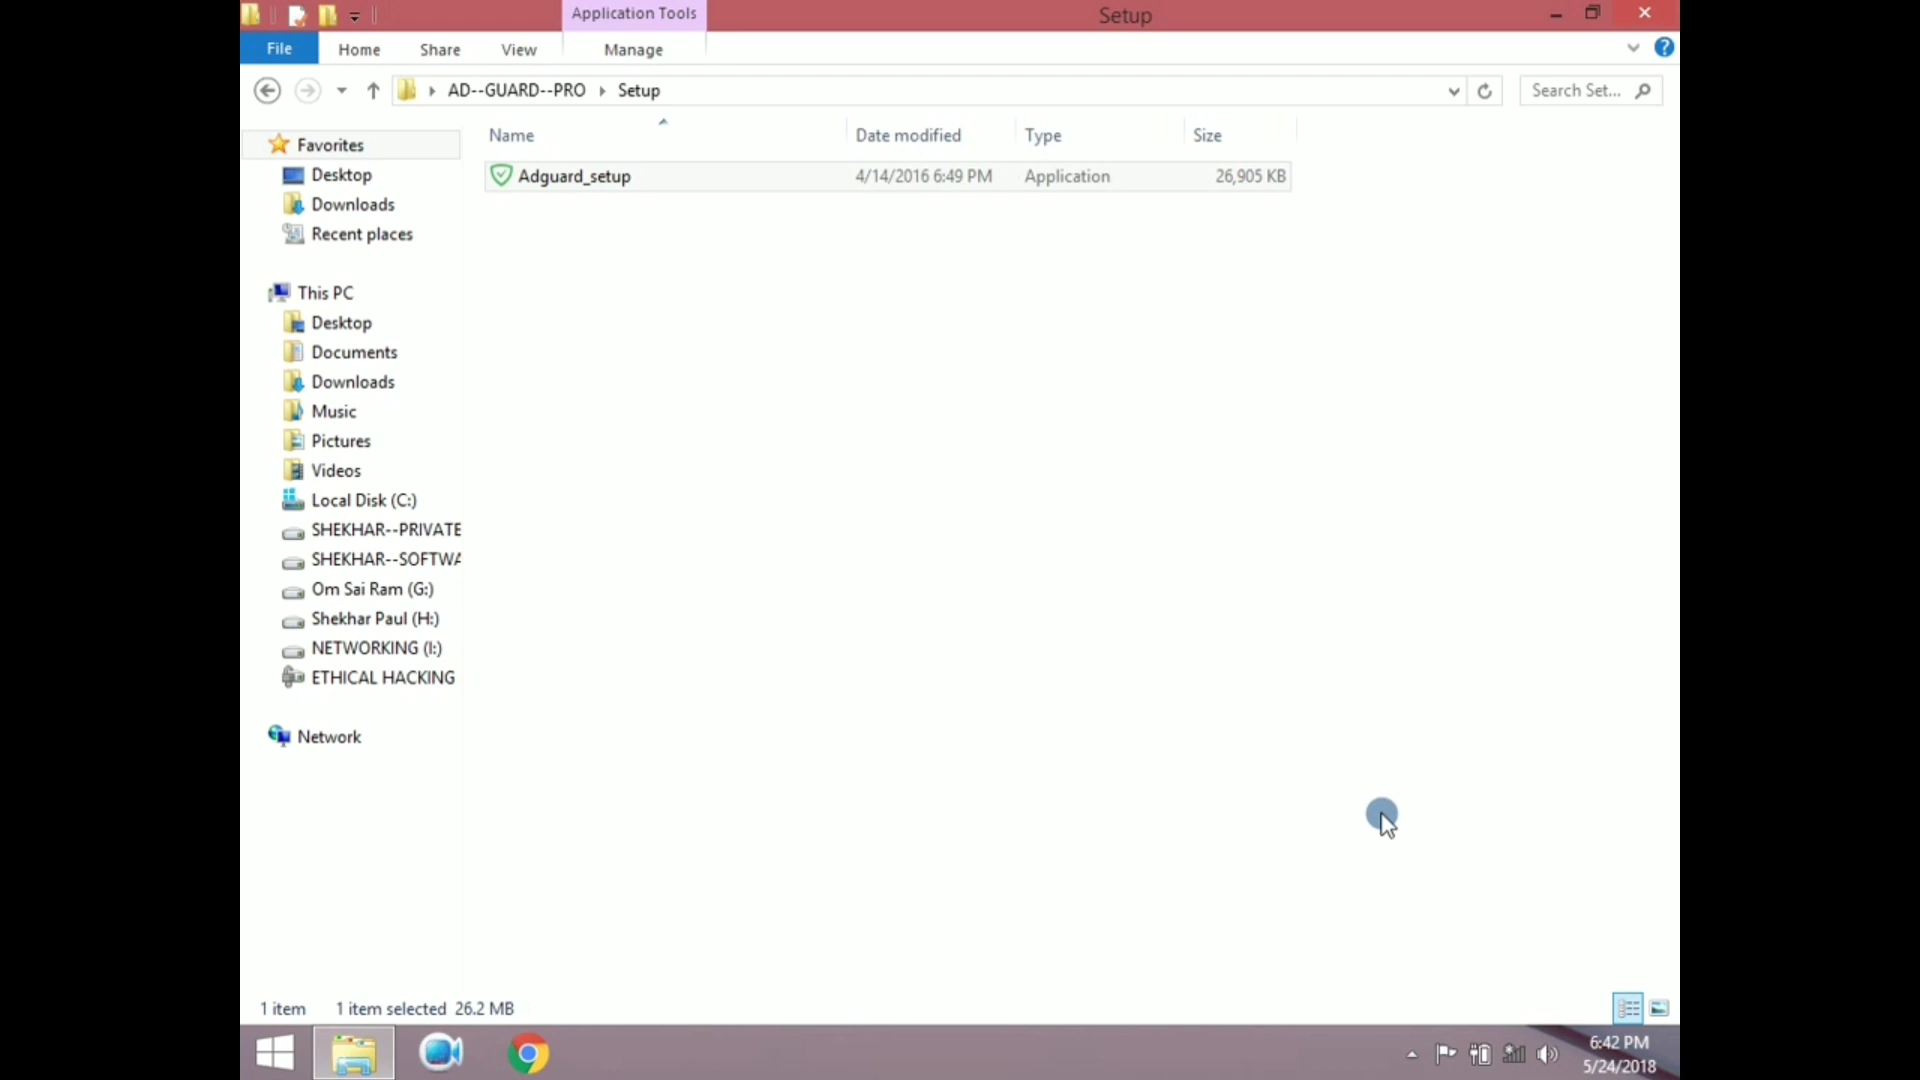 Application Tools
Setup
File
Home
Share
View
Manage
AD--GUARD--PRO
Setup
Search Set...
Name
Date modified
Type
Size
Adguard_setup
4/14/2016 6:49 PM
Application
26,905 KB
Favorites
Desktop
Downloads
Recent places
This PC
Desktop
Documents
Downloads
Music
Pictures
Videos
Local Disk (C:)
SHEKHAR--PRIVATE
SHEKHAR--SOFTWA
Om Sai Ram (G:)
Shekhar Paul (H:)
NETWORKING (I:)
ETHICAL HACKING
Network
1 item
1 item selected 26.2 MB
6:42 PM
5/24/2018